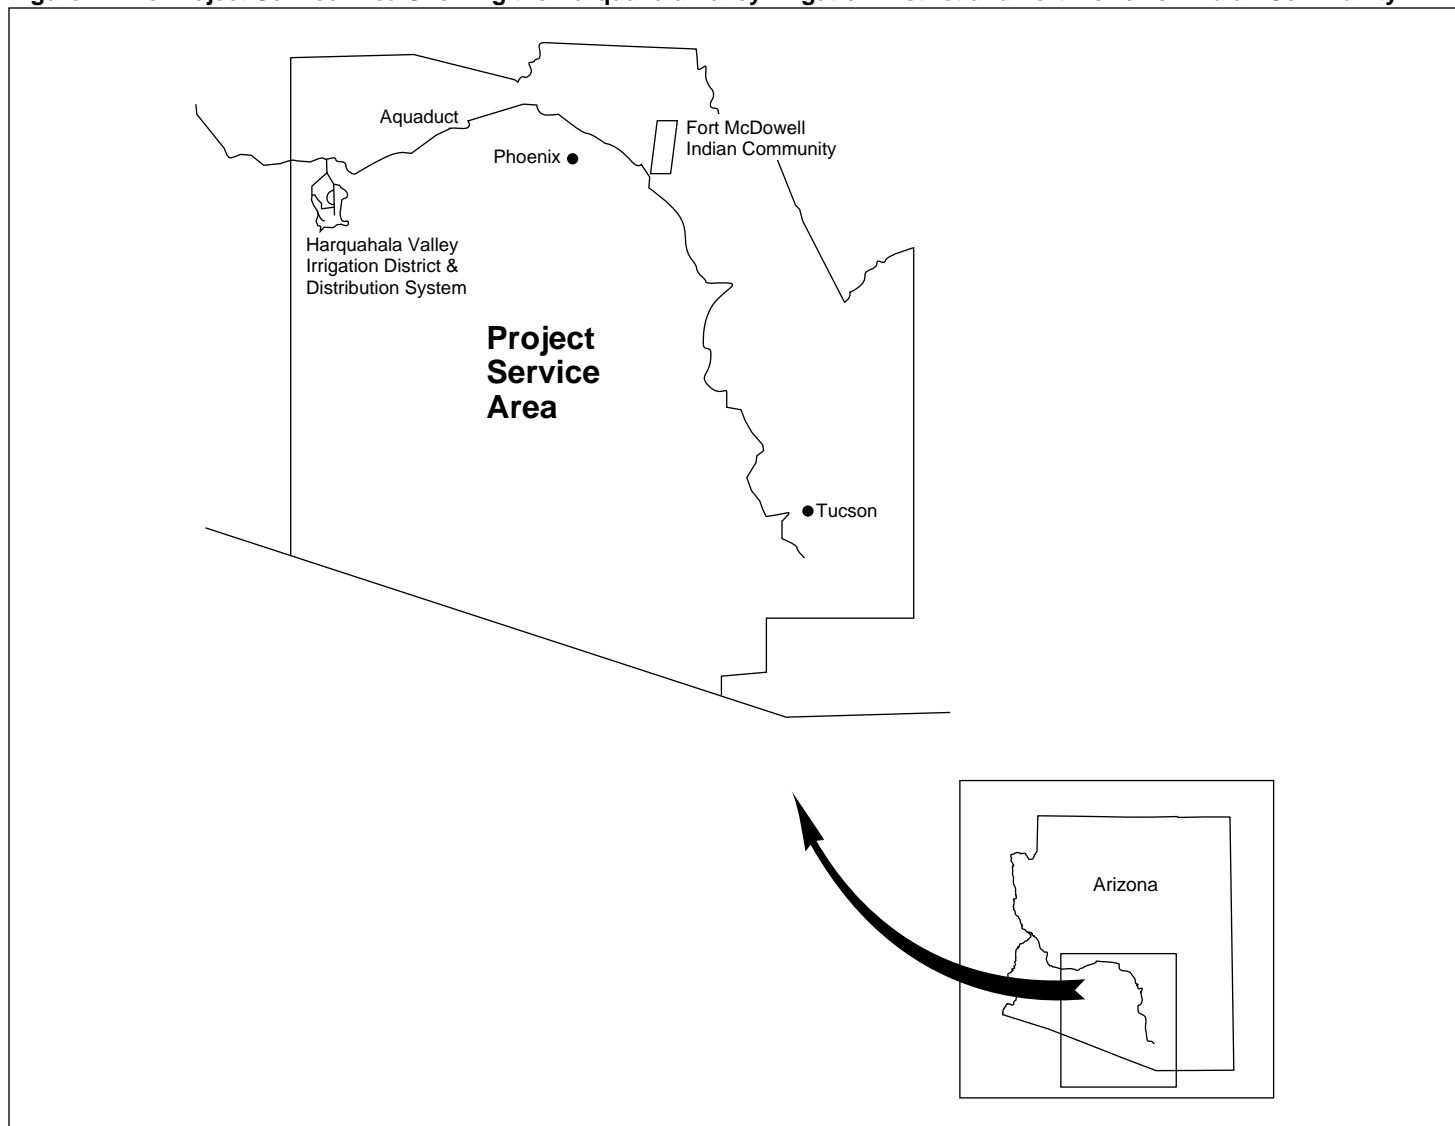 Aquaduct
Fort McDowell
Indian Community
Phoenix
Harquahala Valley
Irrigation District &
Distribution System
Project
Service
Area
Tucson
Arizona